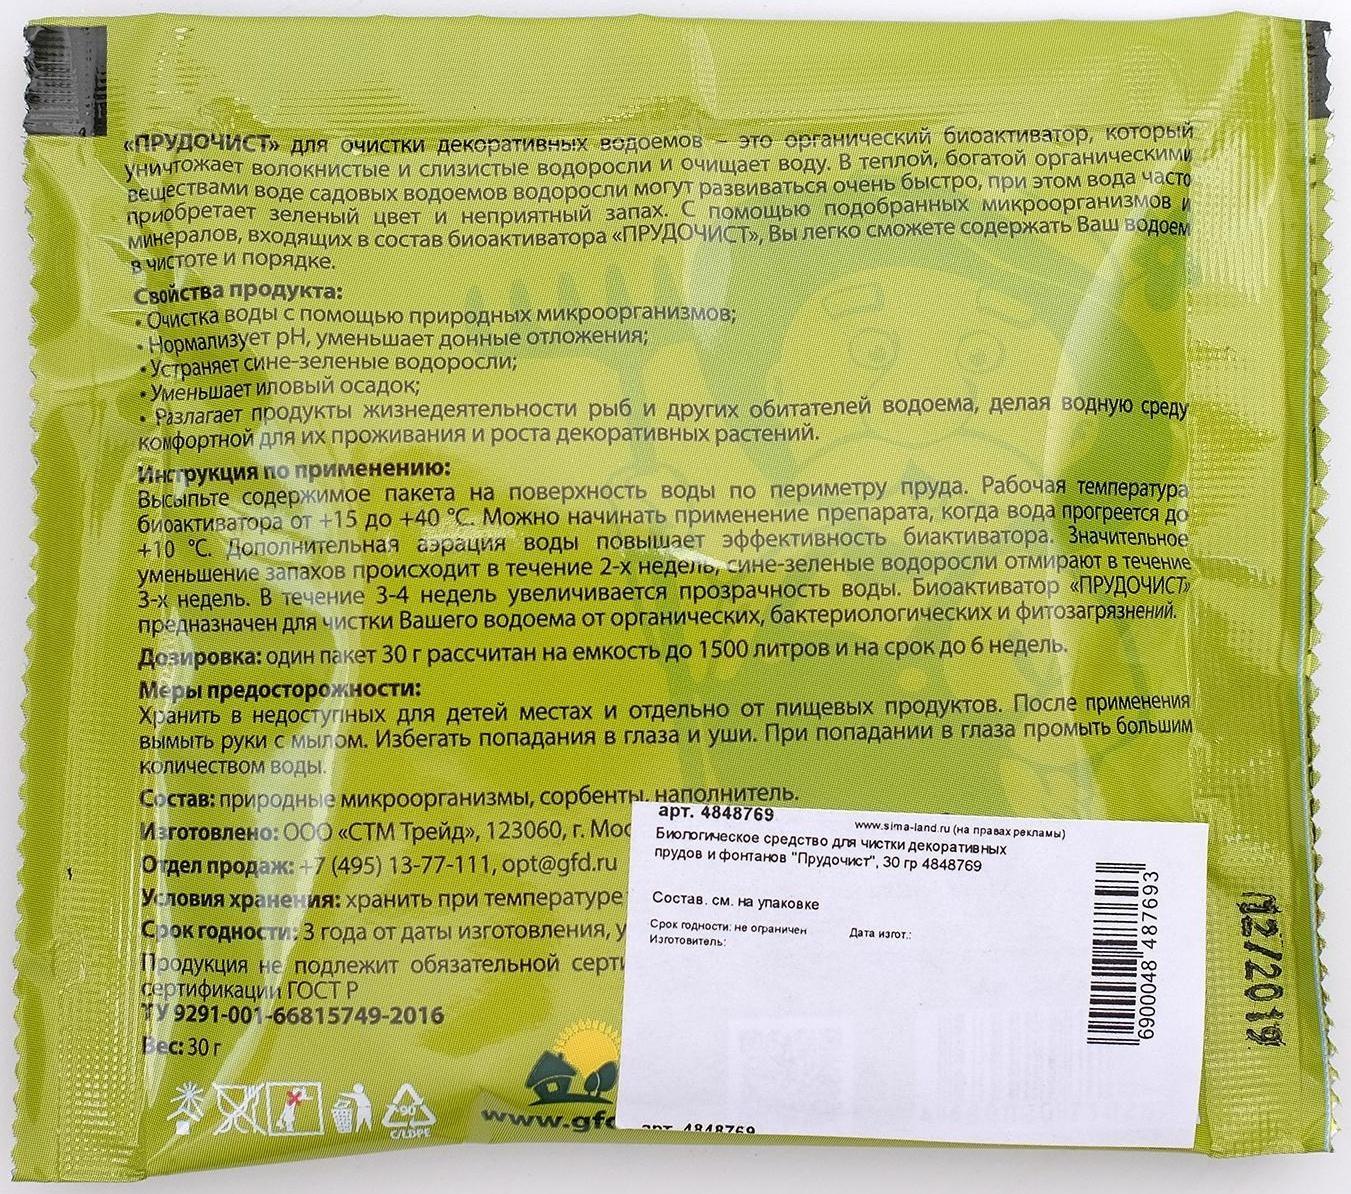 «ПРУДОЧИСТ» для очистки декоративных водоемов – это органический биоактиватор, который
уничтожает волокнистые и слизистые водоросли и очищает воду. В теплой, богатой органическими
веществами воде садовых водоемов водоросли могут развиваться очень быстро, при этом вода часто
приобретает зеленый цвет и неприятный запах. С помощью подобранных микроорганизмов и
минералов, входящих в состав биоактиватора «ПРУДОЧИСТ», Вы легко сможете содержать Ваш водоем
в чистоте и порядке.
Свойства продукта:
• Очистка воды с помощью природных микроорганизмов;
• Нормализует pH, уменьшает донные отложения;
• Устраняет сине-зеленые водоросли;
• Уменьшает иловый осадок;
• Разлагает продукты жизнедеятельности рыб и других обитателей водоема, делая водную среду
комфортной для их проживания и роста декоративных растений.
Инструкция по применению:
Высыпьте содержимое пакета на поверхность воды по периметру пруда. Рабочая температура
биоактиватора от +15 до +40 °С. Можно начинать применение препарата, когда вода прогреется до
+10 °С. Дополнительная аэрация воды повышает эффективность биактиватора. Значительное
уменьшение запахов происходит в течение 2-х недель, сине-зеленые водоросли отмирают в течение
3-х недель. В течение 3-4 недель увеличивается прозрачность воды. Биоактиватор «ПРУДОЧИСТ»
предназначен для чистки Вашего водоема от органических, бактериологических и фитозагрязнений.
Дозировка: один пакет 30 г рассчитан на емкость до 1500 литров и на срок до 6 недель.
Меры предосторожности:
Хранить в недоступных для детей местах и отдельно от пищевых продуктов. После применения
вымыть руки с мылом. Избегать попадания в глаза и уши. При попадании в глаза промыть большим
количеством воды.
Состав: природные микроорганизмы, сорбенты, наполнитель.
Изготовлено: ООО «СТМ Трейд», 123060, г. Мос
Отдел продаж: +7 (495) 13-77-111, opt@gfd.ru
Условия хранения: хранить при температуре
Срок годности: 3 года от даты изготовления, у
Продукция не подлежит обязательной серти
сертификации ГОСТ Р
ТУ 9291-001-66815749-2016
Вес: 30 г
90
C/LDPE
www.gfd
арт. 4848769
www.sima-land.ru (на правах рекламы)
Биологическое средство для чистки декоративных
прудов и фонтанов "Прудочист", 30 гр 4848769
Состав. см. на упаковке
Срок годности: не ограничен Дата изгот.:
Изготовитель:
6900048 487693
арт. 4848769
12/2019